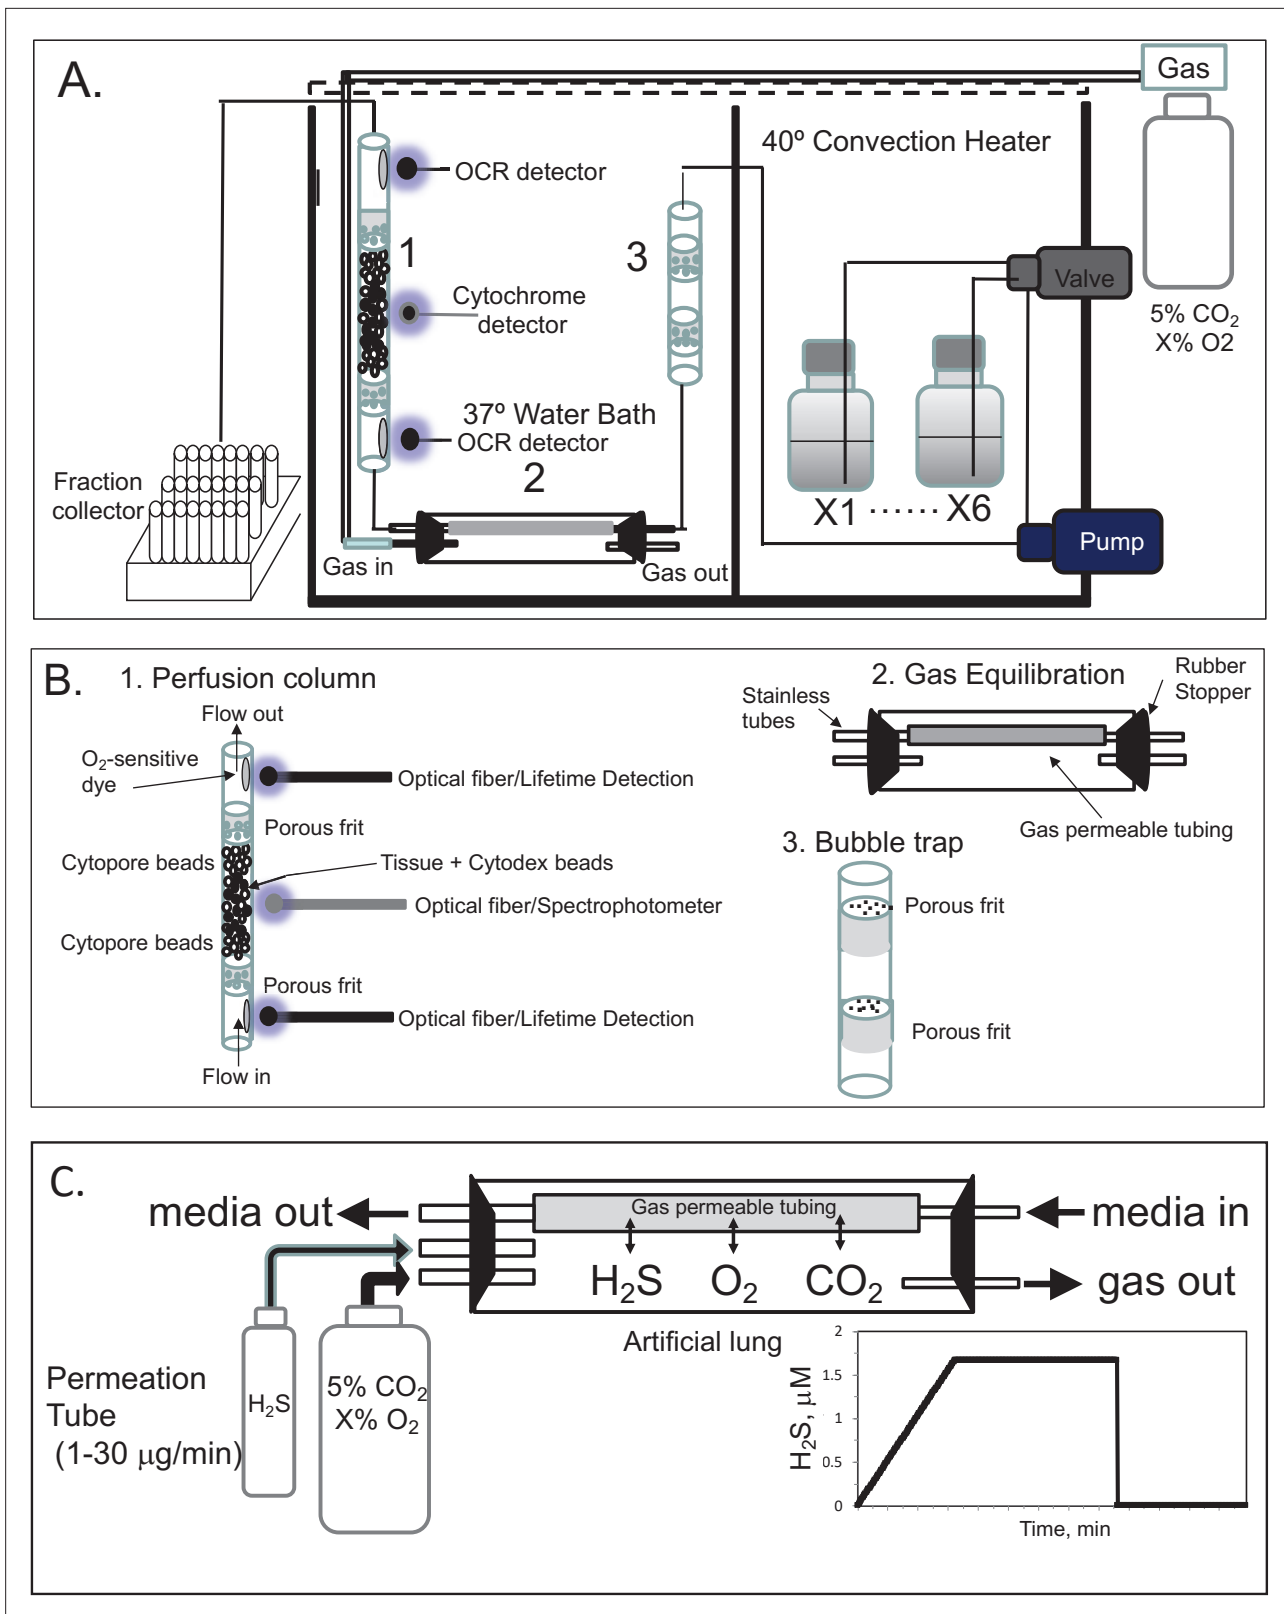 A.
Gas
40º Convection Heater
OCR detector
1
3
Valve
Cytochrome
detector
5% CO₂
X% O2
37º Water Bath
OCR detector
2
Fraction
collector
X1 ...... X6
Pump
Gas in
Gas out
B.
1. Perfusion column
Flow out
O₂-sensitive
dye
Optical fiber/Lifetime Detection
Porous frit
Cytopore beads
Tissue + Cytodex beads
Optical fiber/Spectrophotometer
Cytopore beads
Porous frit
Optical fiber/Lifetime Detection
Flow in
2. Gas Equilibration
Rubber
Stopper
Stainless
tubes
Gas permeable tubing
3. Bubble trap
Porous frit
Porous frit
C.
media out
Gas permeable tubing
media in
H₂S O₂ CO₂
gas out
Artificial lung
Permeation
Tube
(1-30 μg/min)
H₂S
5% CO₂
X% O₂
H₂S, μM
2
1.5
1
0.5
0
Time, min